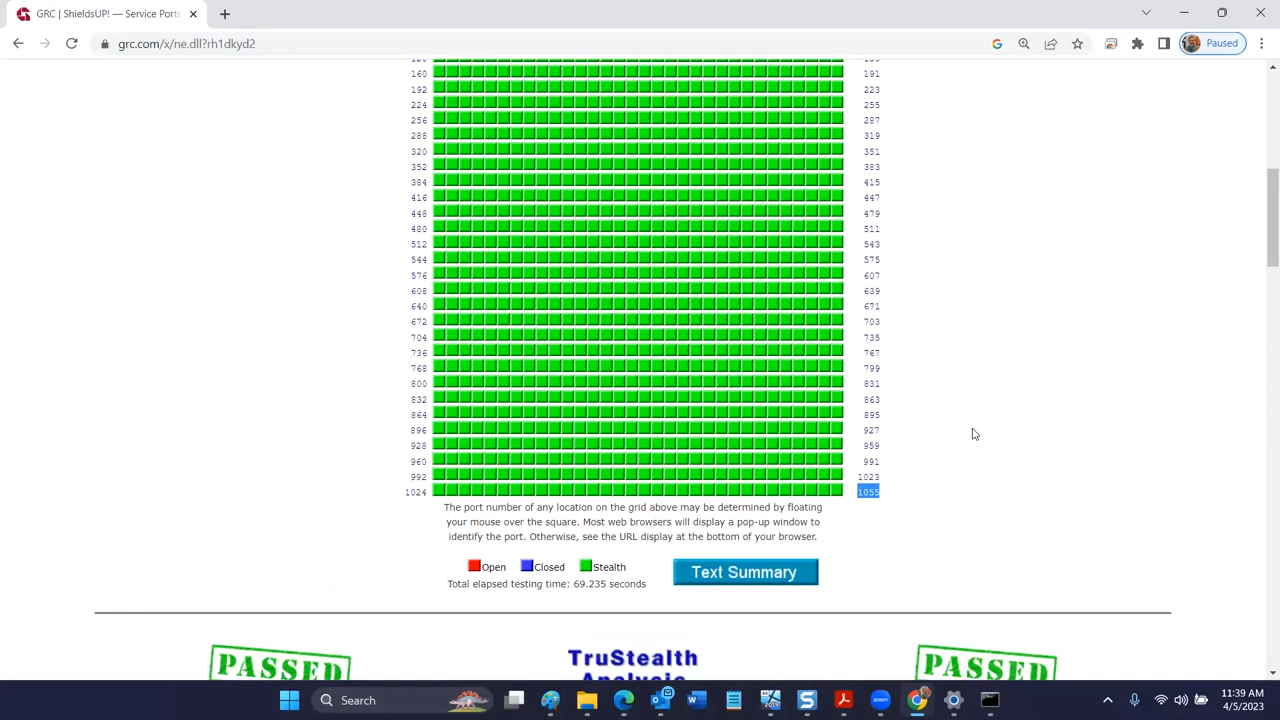 GRC | ShieldsUP! — Service Ports
grc.com/x/ne.dll?rh1dkyd2
Paused
160 191
192 223
224 255
256 287
288 319
320 351
352 383
384 415
416 447
448 479
480 511
512 543
544 575
576 607
608 639
640 671
672 703
704 735
736 767
768 799
800 831
832 863
864 895
896 927
928 959
960 991
992 1023
1024 1055
The port number of any location on the grid above may be determined by floating
your mouse over the square. Most web browsers will display a pop-up window to
identify the port. Otherwise, see the URL display at the bottom of your browser.
Open Closed Stealth
Total elapsed testing time: 69.235 seconds
Text Summary
PASSED TruStealth PASSED
Analysis
Search
2019
zoom
11:39 AM
4/5/2023